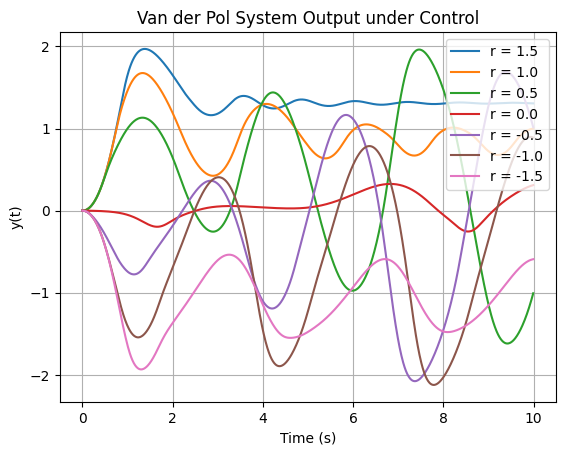 Van der Pol System Output under Control
2
1
0
−1
−2
y(t)
r = 1.5
r = 1.0
r = 0.5
r = 0.0
r = -0.5
r = -1.0
r = -1.5
0 2 4 6 8 10
Time (s)